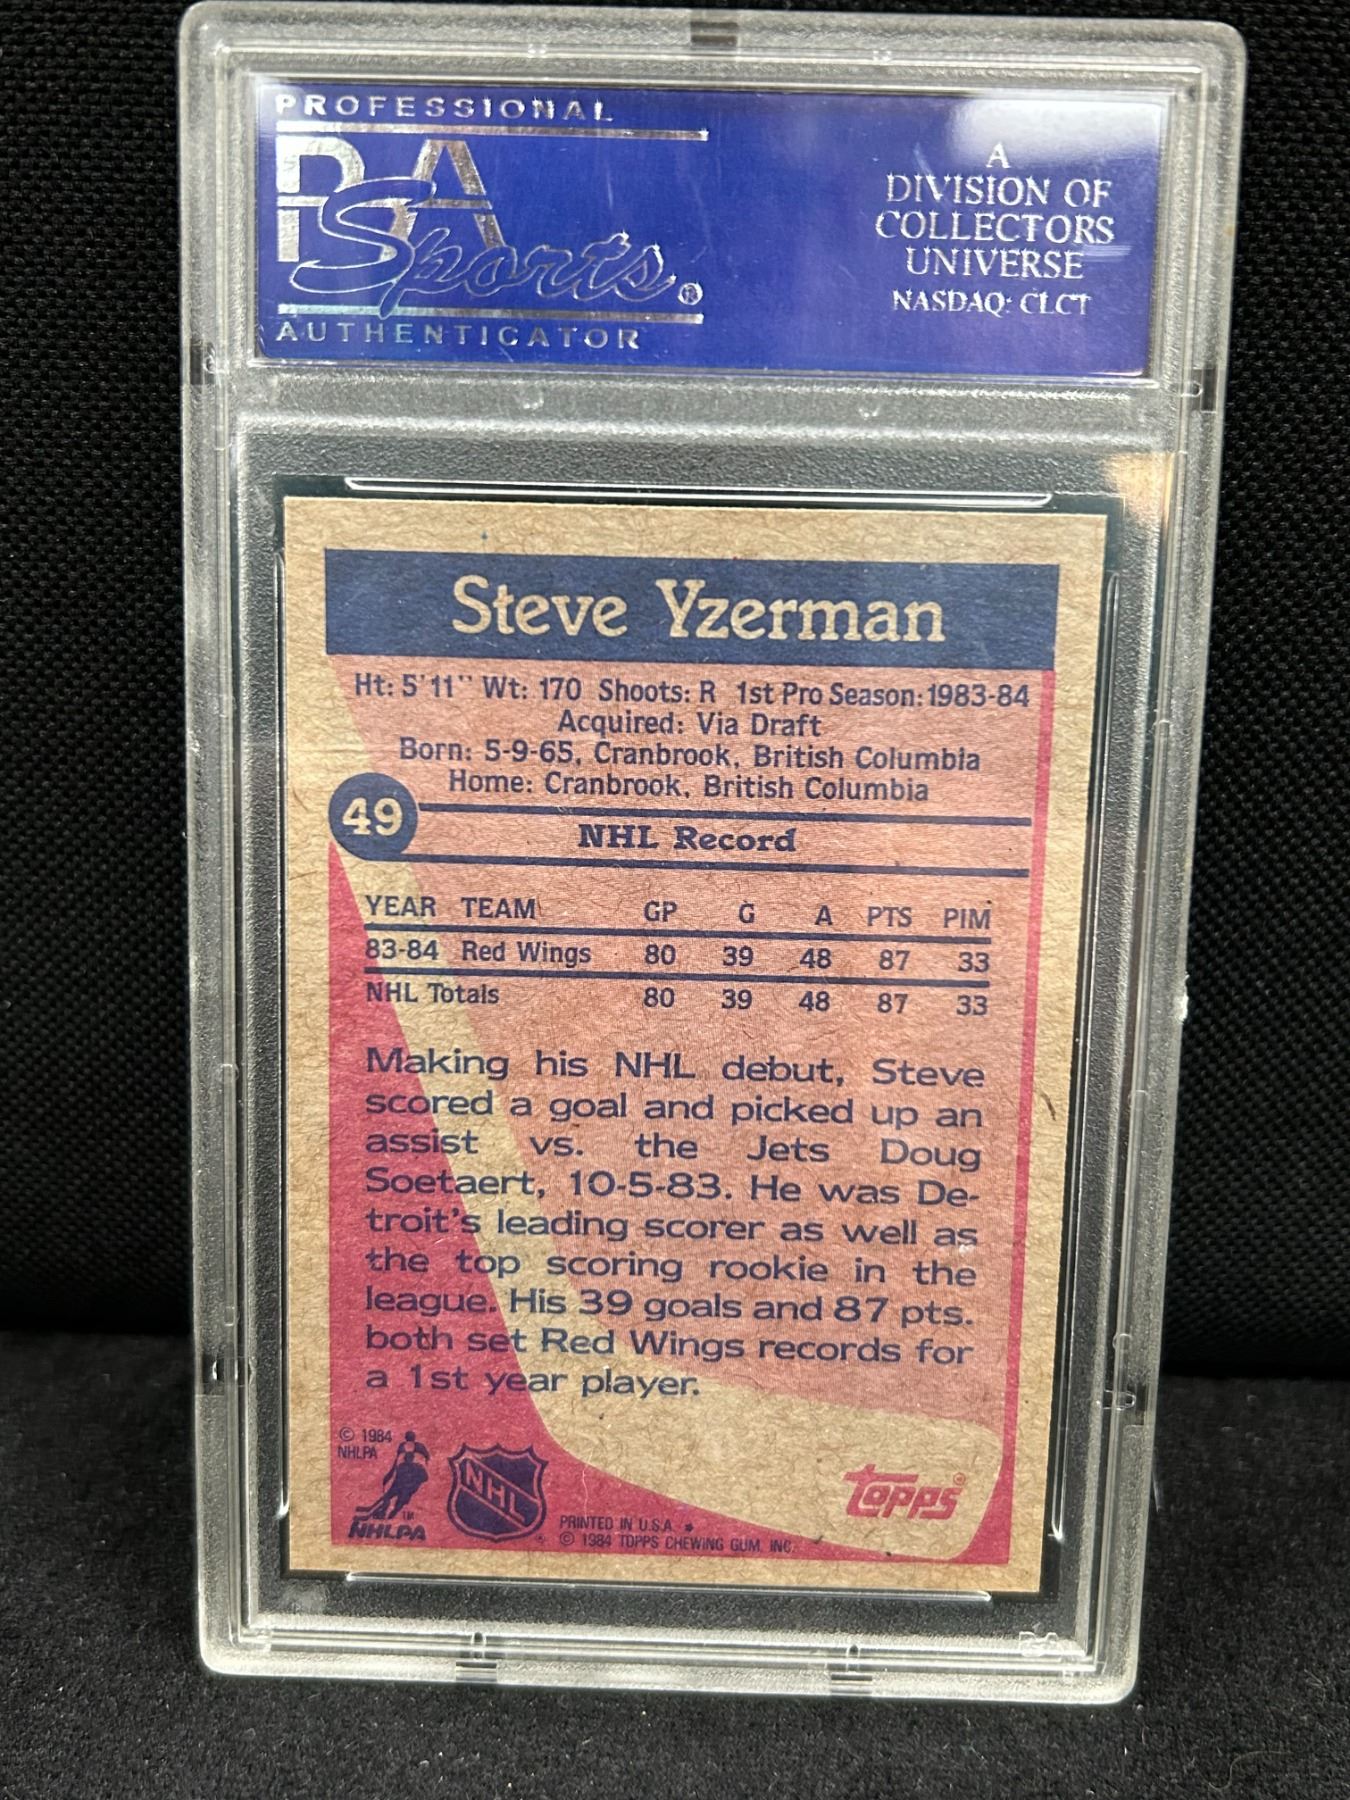 PROFESSIONAL
PSA
Sports®
AUTHENTICATOR
A
DIVISION OF
COLLECTORS
UNIVERSE
NASDAQ: CLCT
Steve Yzerman
Ht: 5'11" Wt: 170 Shoots: R 1st Pro Season: 1983-84
Acquired: Via Draft
Born: 5-9-65, Cranbrook, British Columbia
Home: Cranbrook, British Columbia
49
NHL Record
YEAR TEAM GP G A PTS PIM
83-84 Red Wings 80 39 48 87 33
NHL Totals 80 39 48 87 33
Making his NHL debut, Steve
scored a goal and picked up an
assist vs. the Jets Doug
Soetaert, 10-5-83. He was De-
troit's leading scorer as well as
the top scoring rookie in the
league. His 39 goals and 87 pts.
both set Red Wings records for
a 1st year player.
© 1984
NHLPA
NHLPA™
NHL
PRINTED IN U.S.A. *
© 1984 TOPPS CHEWING GUM, INC.
topps®